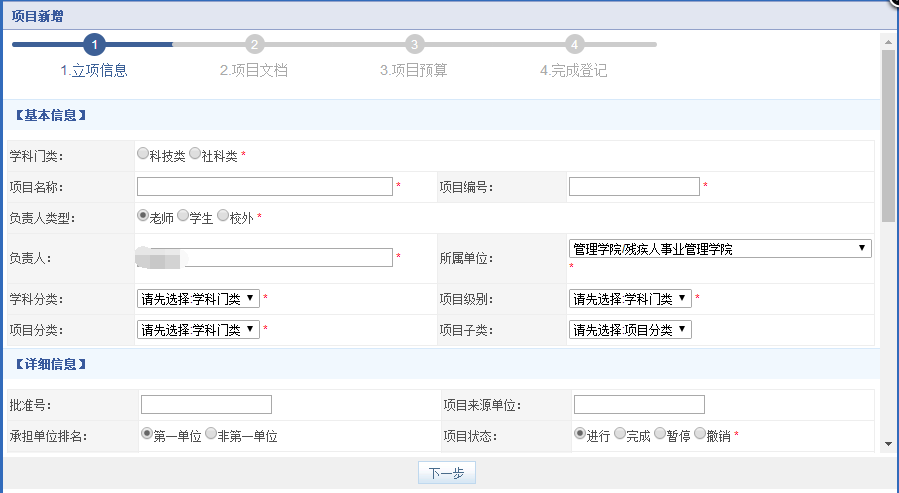 项目新增
1 2 3 4
1.立项信息 2.项目文档 3.项目预算 4.完成登记
【基本信息】
学科门类： 科技类 社科类 *
项目名称： * 项目编号： *
负责人类型： 老师 学生 校外 *
负责人： * 所属单位： 管理学院/残疾人事业管理学院
*
学科分类： 请先选择:学科门类 * 项目级别： 请先选择:学科门类 *
项目分类： 请先选择:学科门类 * 项目子类： 请先选择:项目分类
【详细信息】
批准号： 项目来源单位：
承担单位排名： 第一单位 非第一单位 项目状态： 进行 完成 暂停 撤销 *
下一步